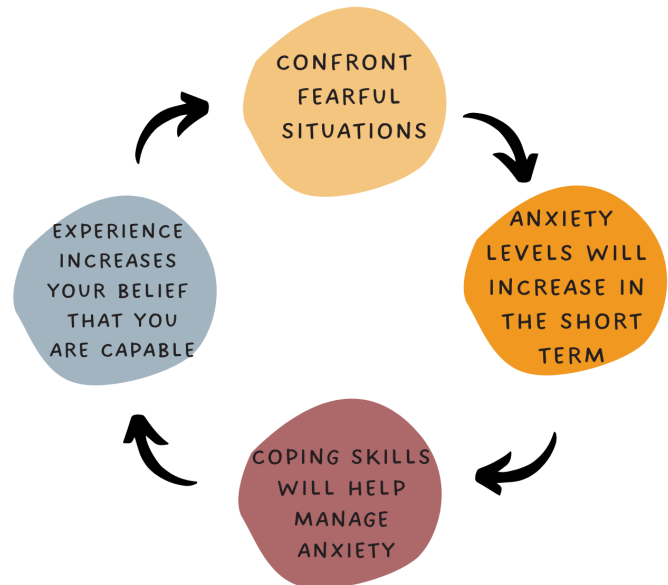 CONFRONT
FEARFUL
SITUATIONS
ANXIETY
LEVELS WILL
INCREASE IN
THE SHORT
TERM
COPING SKILLS
WILL HELP
MANAGE
ANXIETY
EXPERIENCE
INCREASES
YOUR BELIEF
THAT YOU
ARE CAPABLE